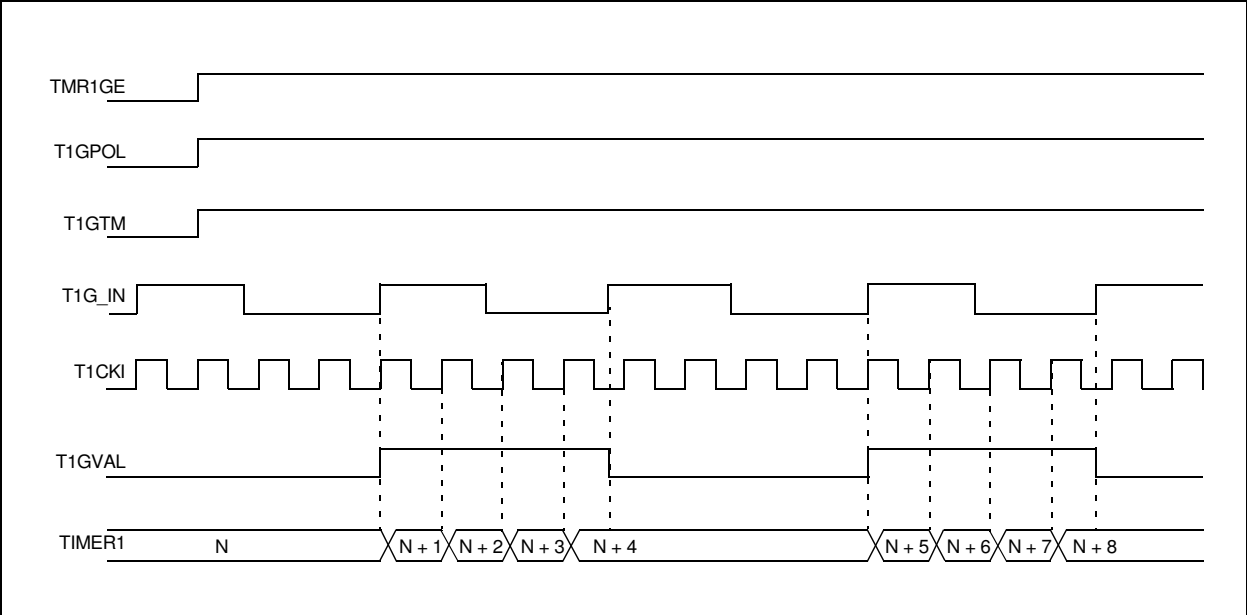 TMR1GE
T1GPOL
T1GTM
T1G_IN
T1CKI
T1GVAL
TIMER1 N N + 1 N + 2 N + 3 N + 4 N + 5 N + 6 N + 7 N + 8